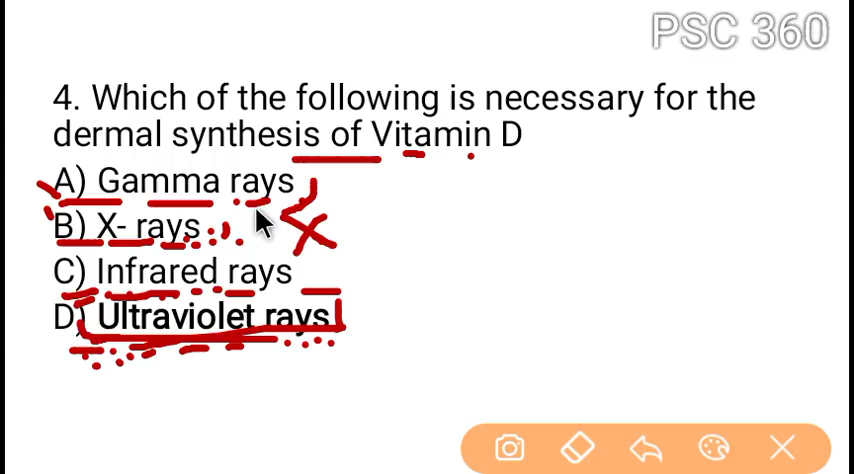 PSC 360
4. Which of the following is necessary for the
dermal synthesis of Vitamin D
A) Gamma rays
B) X- rays
C) Infrared rays
D) Ultraviolet rays